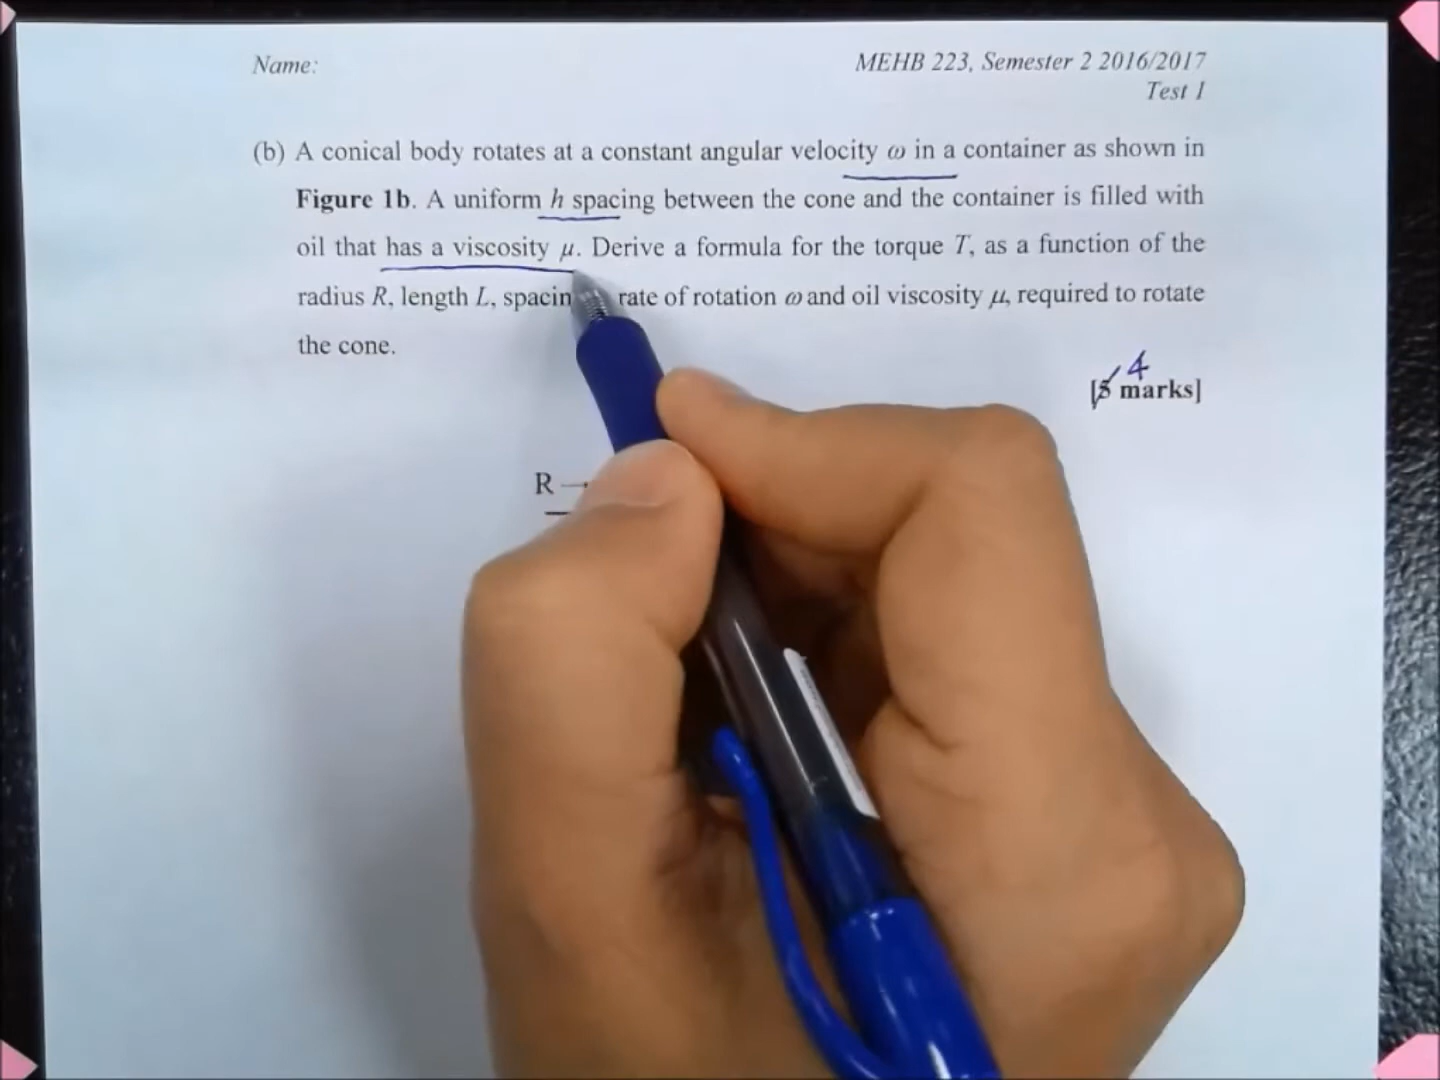 Name:
MEHB 223, Semester 2 2016/2017
Test 1
(b) A conical body rotates at a constant angular velocity ω in a container as shown in
Figure 1b. A uniform h spacing between the cone and the container is filled with
oil that has a viscosity μ. Derive a formula for the torque T, as a function of the
radius R, length L, spacin rate of rotation ω and oil viscosity μ, required to rotate
the cone.
4
[5 marks]
R